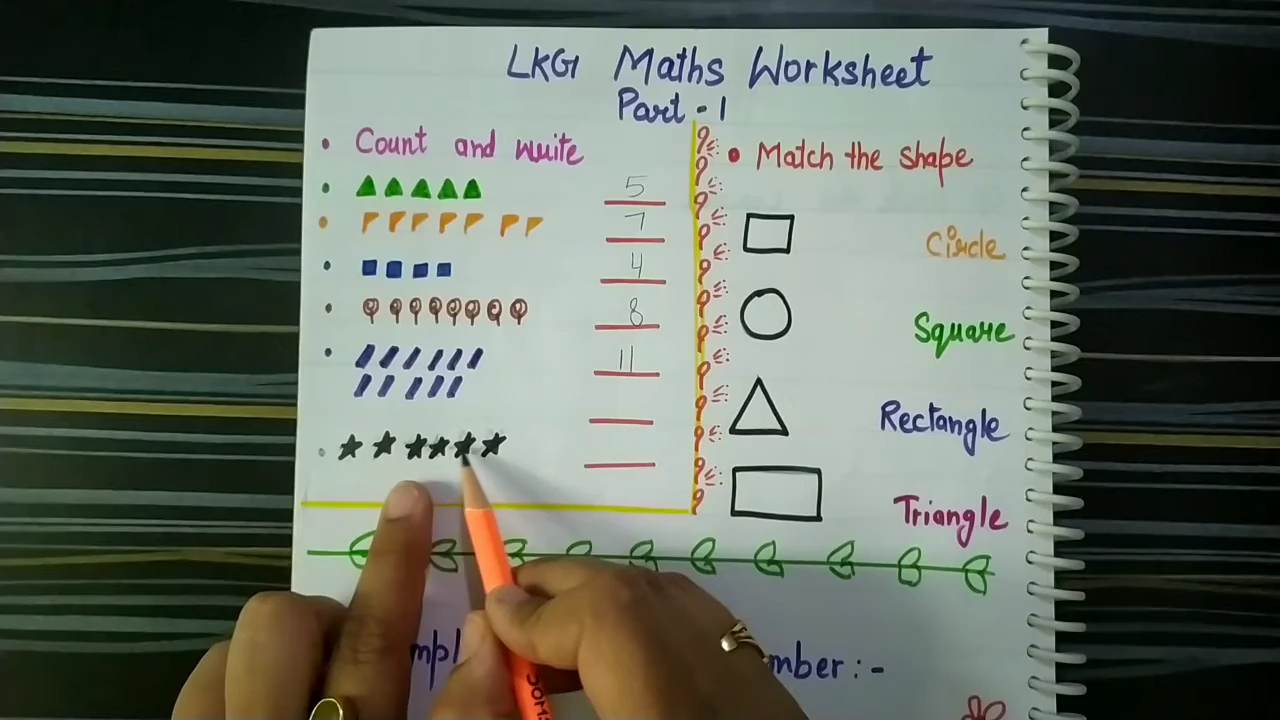 LKG Maths Worksheet
Part - 1
• Count and write
5
7
4
8
11
• Match the shape
Circle
Square
Rectangle
Triangle